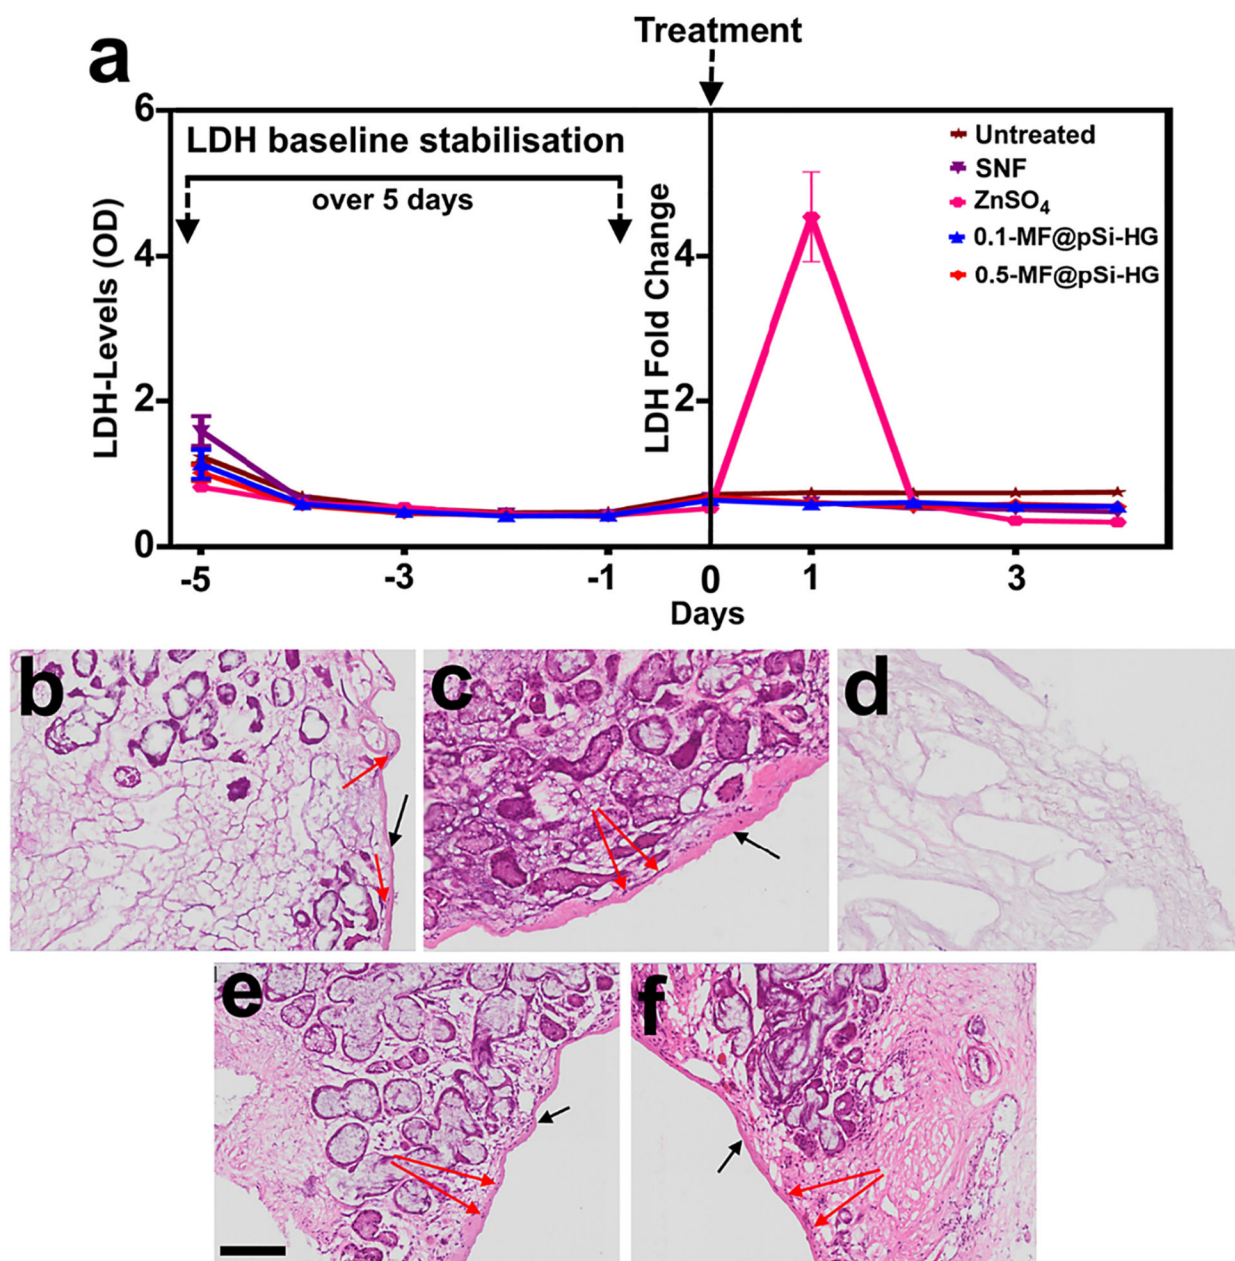 Treatment
a
6
4
2
0
LDH baseline stabilisation
over 5 days
LDH-Levels (OD)
LDH Fold Change
4
2
Untreated
SNF
ZnSO₄
0.1-MF@pSi-HG
0.5-MF@pSi-HG
-5 -3 -1 0 1 3
Days
b c d
e f